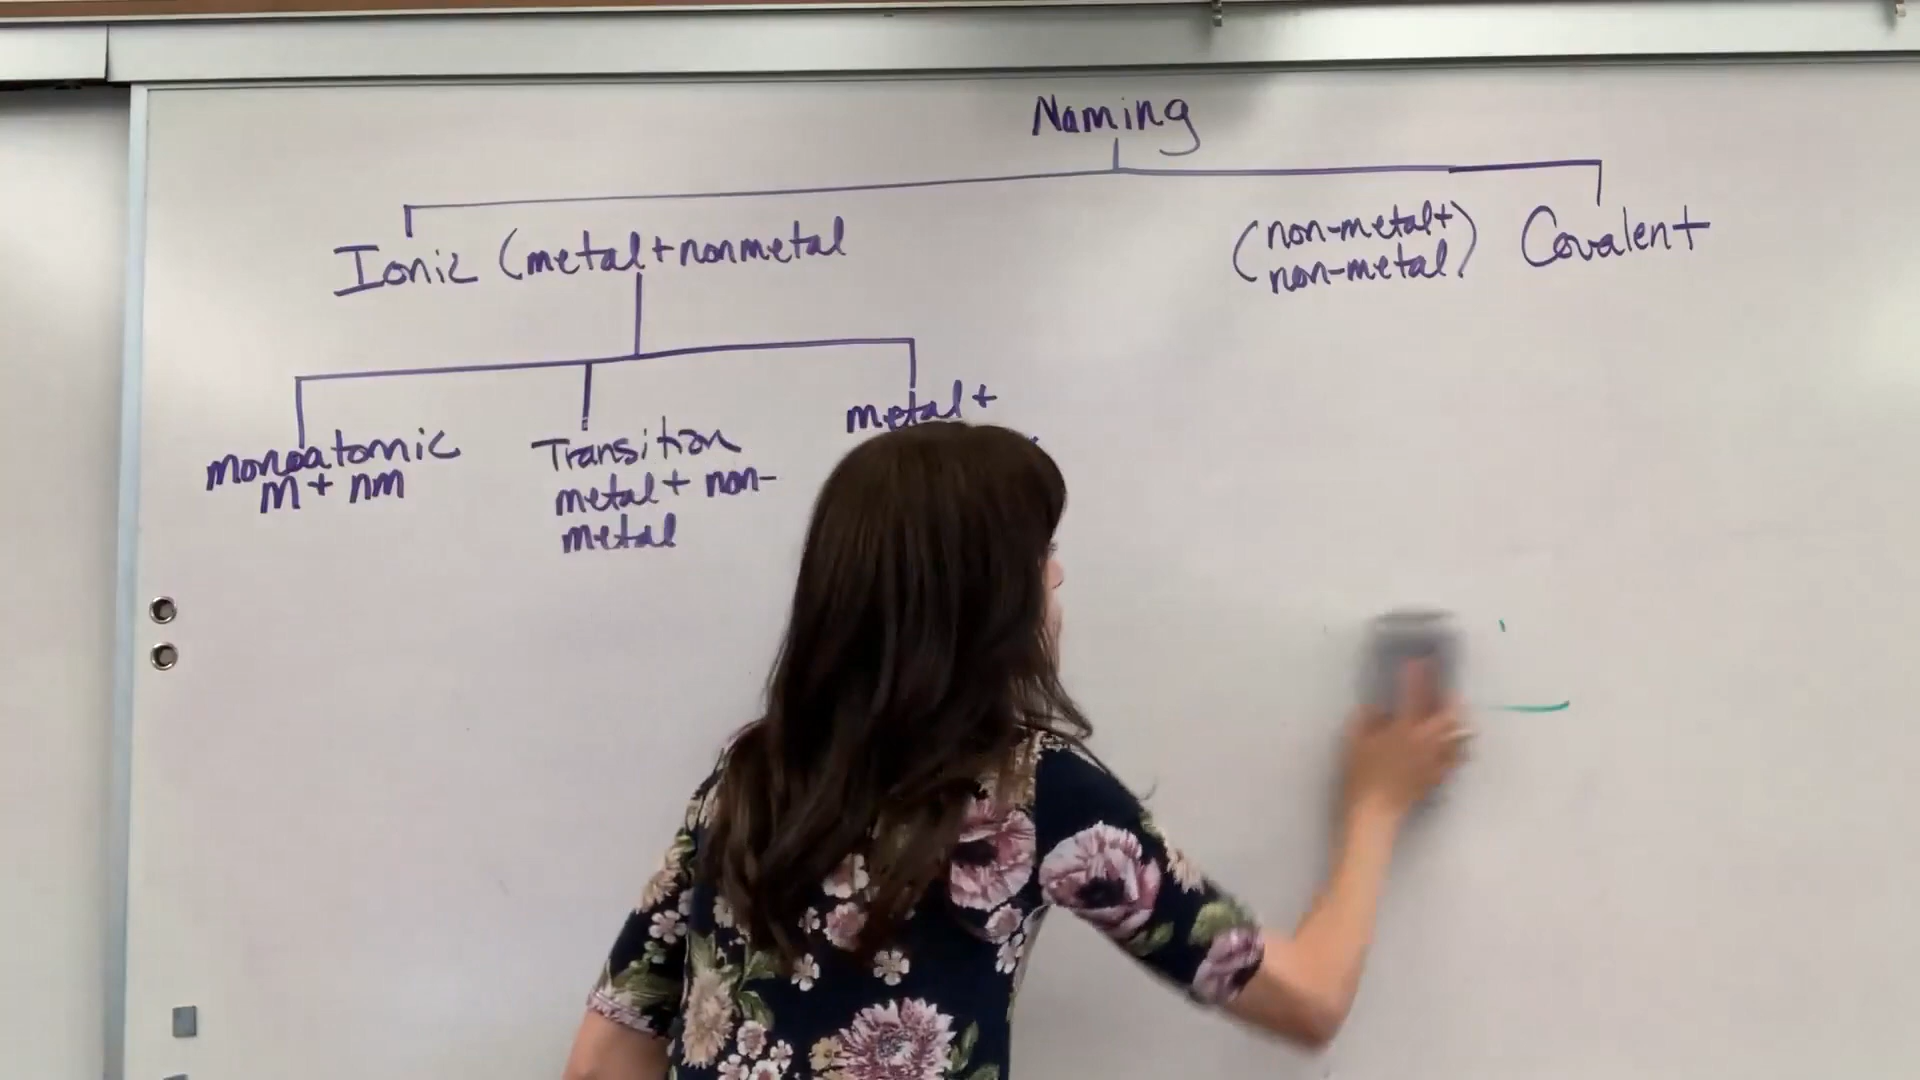 Naming
Ionic (metal + nonmetal
(non-metal +
non-metal)
Covalent
monoatomic
m + nm
Transition
metal + non-
metal
metal +